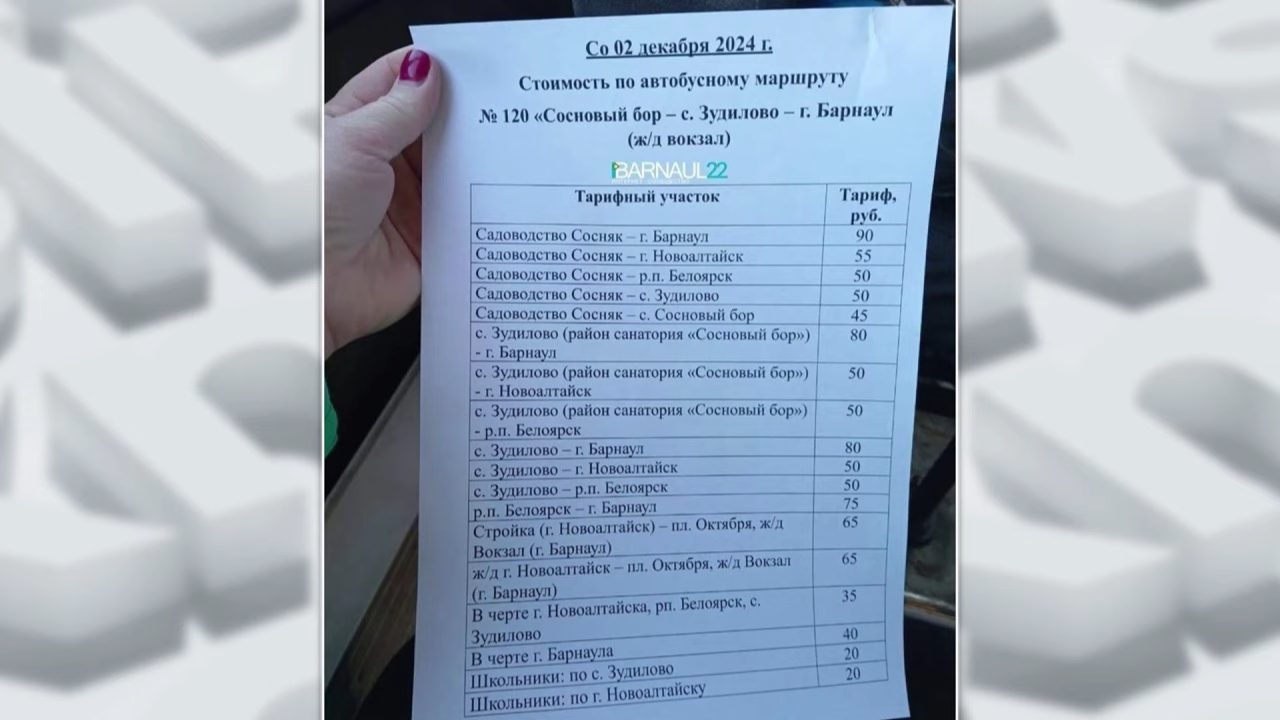 Со 02 декабря 2024 г.
Стоимость по автобусному маршруту
№ 120 «Сосновый бор – с. Зудилово – г. Барнаул
(ж/д вокзал)
BARNAUL 22
Тарифный участок Тариф,
руб.
Садоводство Сосняк – г. Барнаул 90
Садоводство Сосняк – г. Новоалтайск 55
Садоводство Сосняк – р.п. Белоярск 50
Садоводство Сосняк – с. Зудилово 50
Садоводство Сосняк – с. Сосновый бор 45
с. Зудилово (район санатория «Сосновый бор») 80
- г. Барнаул
с. Зудилово (район санатория «Сосновый бор») 50
- г. Новоалтайск
с. Зудилово (район санатория «Сосновый бор») 50
- р.п. Белоярск
с. Зудилово – г. Барнаул 80
с. Зудилово – г. Новоалтайск 50
с. Зудилово – р.п. Белоярск 50
р.п. Белоярск – г. Барнаул 75
Стройка (г. Новоалтайск) – пл. Октября, ж/д 65
Вокзал (г. Барнаул)
ж/д г. Новоалтайск – пл. Октября, ж/д Вокзал 65
(г. Барнаул)
В черте г. Новоалтайска, рп. Белоярск, с. 35
Зудилово
В черте г. Барнаула 40
Школьники: по с. Зудилово 20
Школьники: по г. Новоалтайску 20